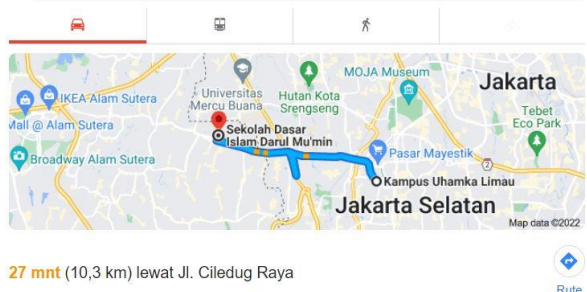 MOJA Museum
Jakarta
IKEA Alam Sutera
Universitas
Mercu Buana
Hutan Kota
Srengseng
Tebet
Eco Park
Mall @ Alam Sutera
Sekolah Dasar
Islam Darul Mu'min
Broadway Alam Sutera
Pasar Mayestik
2
Kampus Uhamka Limau
Jakarta Selatan
Map data ©2022
27 mnt (10,3 km) lewat Jl. Ciledug Raya
Rute